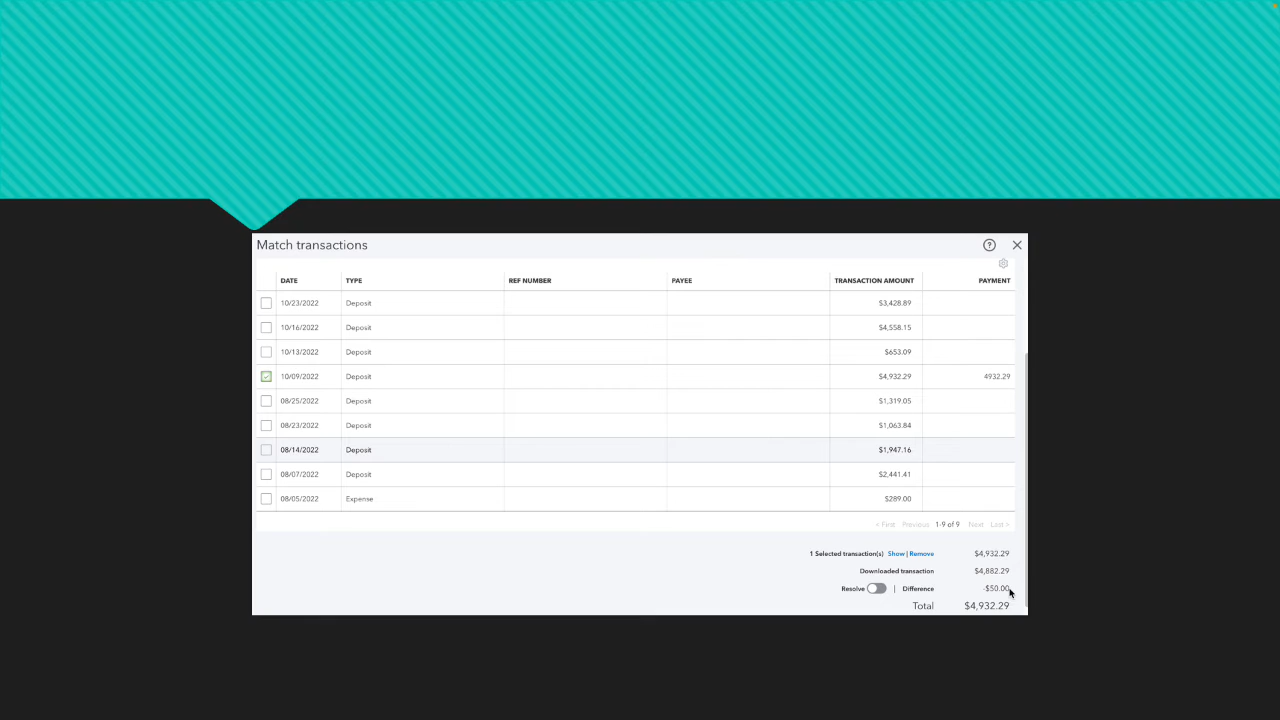 Match transactions
DATE TYPE REF NUMBER PAYEE TRANSACTION AMOUNT PAYMENT
10/23/2022 Deposit $3,428.89
10/16/2022 Deposit $4,558.15
10/13/2022 Deposit $653.09
10/09/2022 Deposit $4,932.29 4932.29
08/25/2022 Deposit $1,319.05
08/23/2022 Deposit $1,063.84
08/14/2022 Deposit $1,947.16
08/07/2022 Deposit $2,441.41
08/05/2022 Expense $289.00
< First Previous 1-9 of 9 Next Last >
1 Selected transaction(s) Show | Remove $4,932.29
Downloaded transaction $4,882.29
Resolve | Difference -$50.00
Total $4,932.29